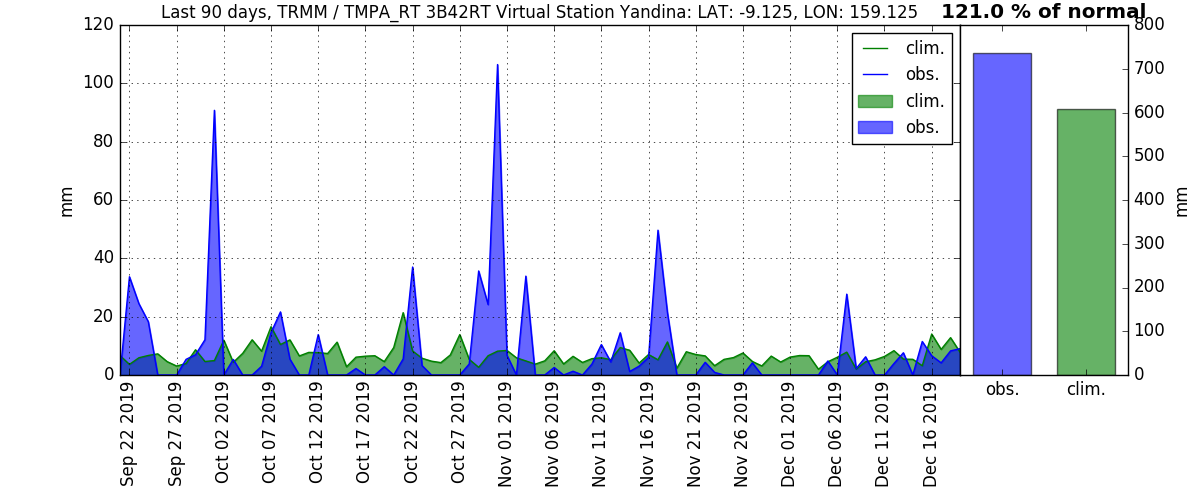 Last 90 days, TRMM / TMPA_RT 3B42RT Virtual Station Yandina: LAT: -9.125, LON: 159.125
121.0 % of normal
120
100
80
60
40
20
0
mm
clim.
obs.
clim.
obs.
800
700
600
500
400
300
200
100
0
mm
Sep 22 2019
Sep 27 2019
Oct 02 2019
Oct 07 2019
Oct 12 2019
Oct 17 2019
Oct 22 2019
Oct 27 2019
Nov 01 2019
Nov 06 2019
Nov 11 2019
Nov 16 2019
Nov 21 2019
Nov 26 2019
Dec 01 2019
Dec 06 2019
Dec 11 2019
Dec 16 2019
obs.
clim.